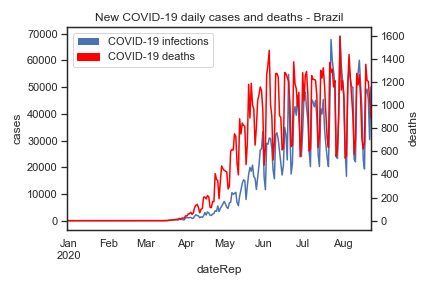 New COVID-19 daily cases and deaths - Brazil
COVID-19 infections
COVID-19 deaths
70000
60000
50000
40000
30000
20000
10000
0
cases
1600
1400
1200
1000
800
600
400
200
0
deaths
Jan Feb Mar Apr May Jun Jul Aug
2020
dateRep